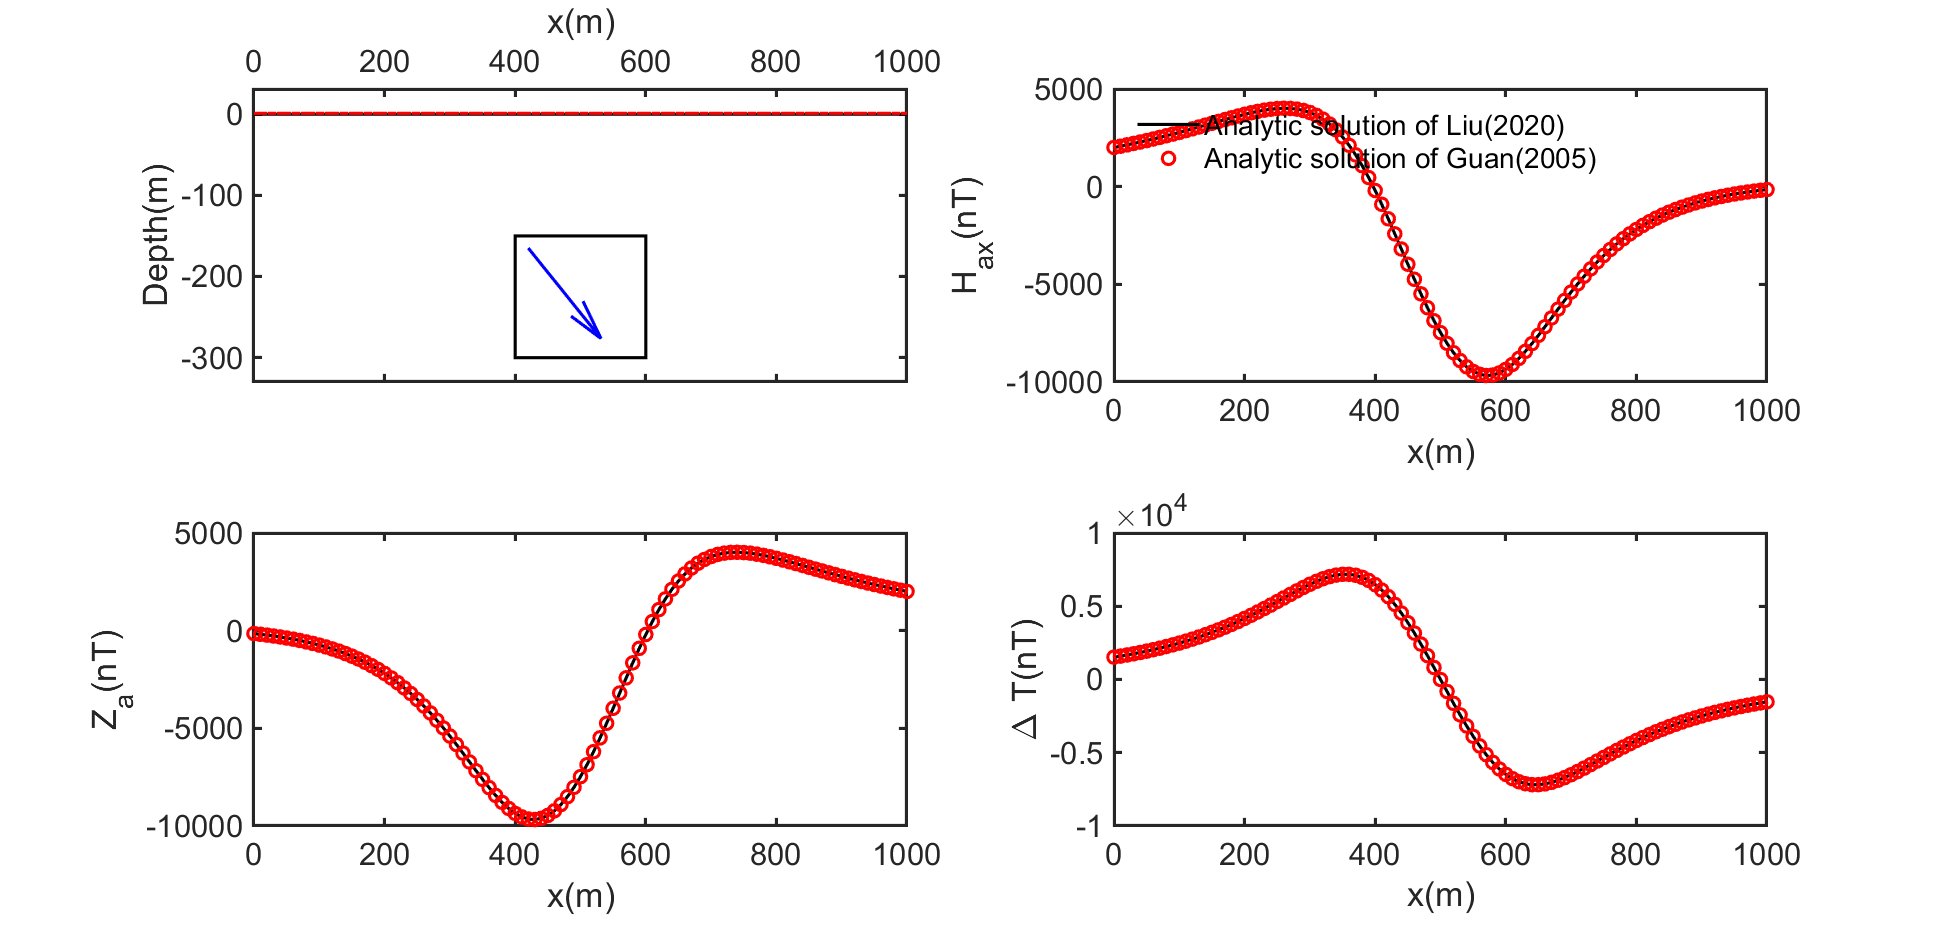 x(m)
0 200 400 600 800 1000
0
-100
-200
-300
Depth(m)
5000
0
-5000
-10000
H_ax(nT)
Analytic solution of Liu(2020)
Analytic solution of Guan(2005)
0 200 400 600 800 1000
x(m)
5000
0
-5000
-10000
Z_a(nT)
0 200 400 600 800 1000
x(m)
×10^4
1
0.5
0
-0.5
-1
Δ T(nT)
0 200 400 600 800 1000
x(m)